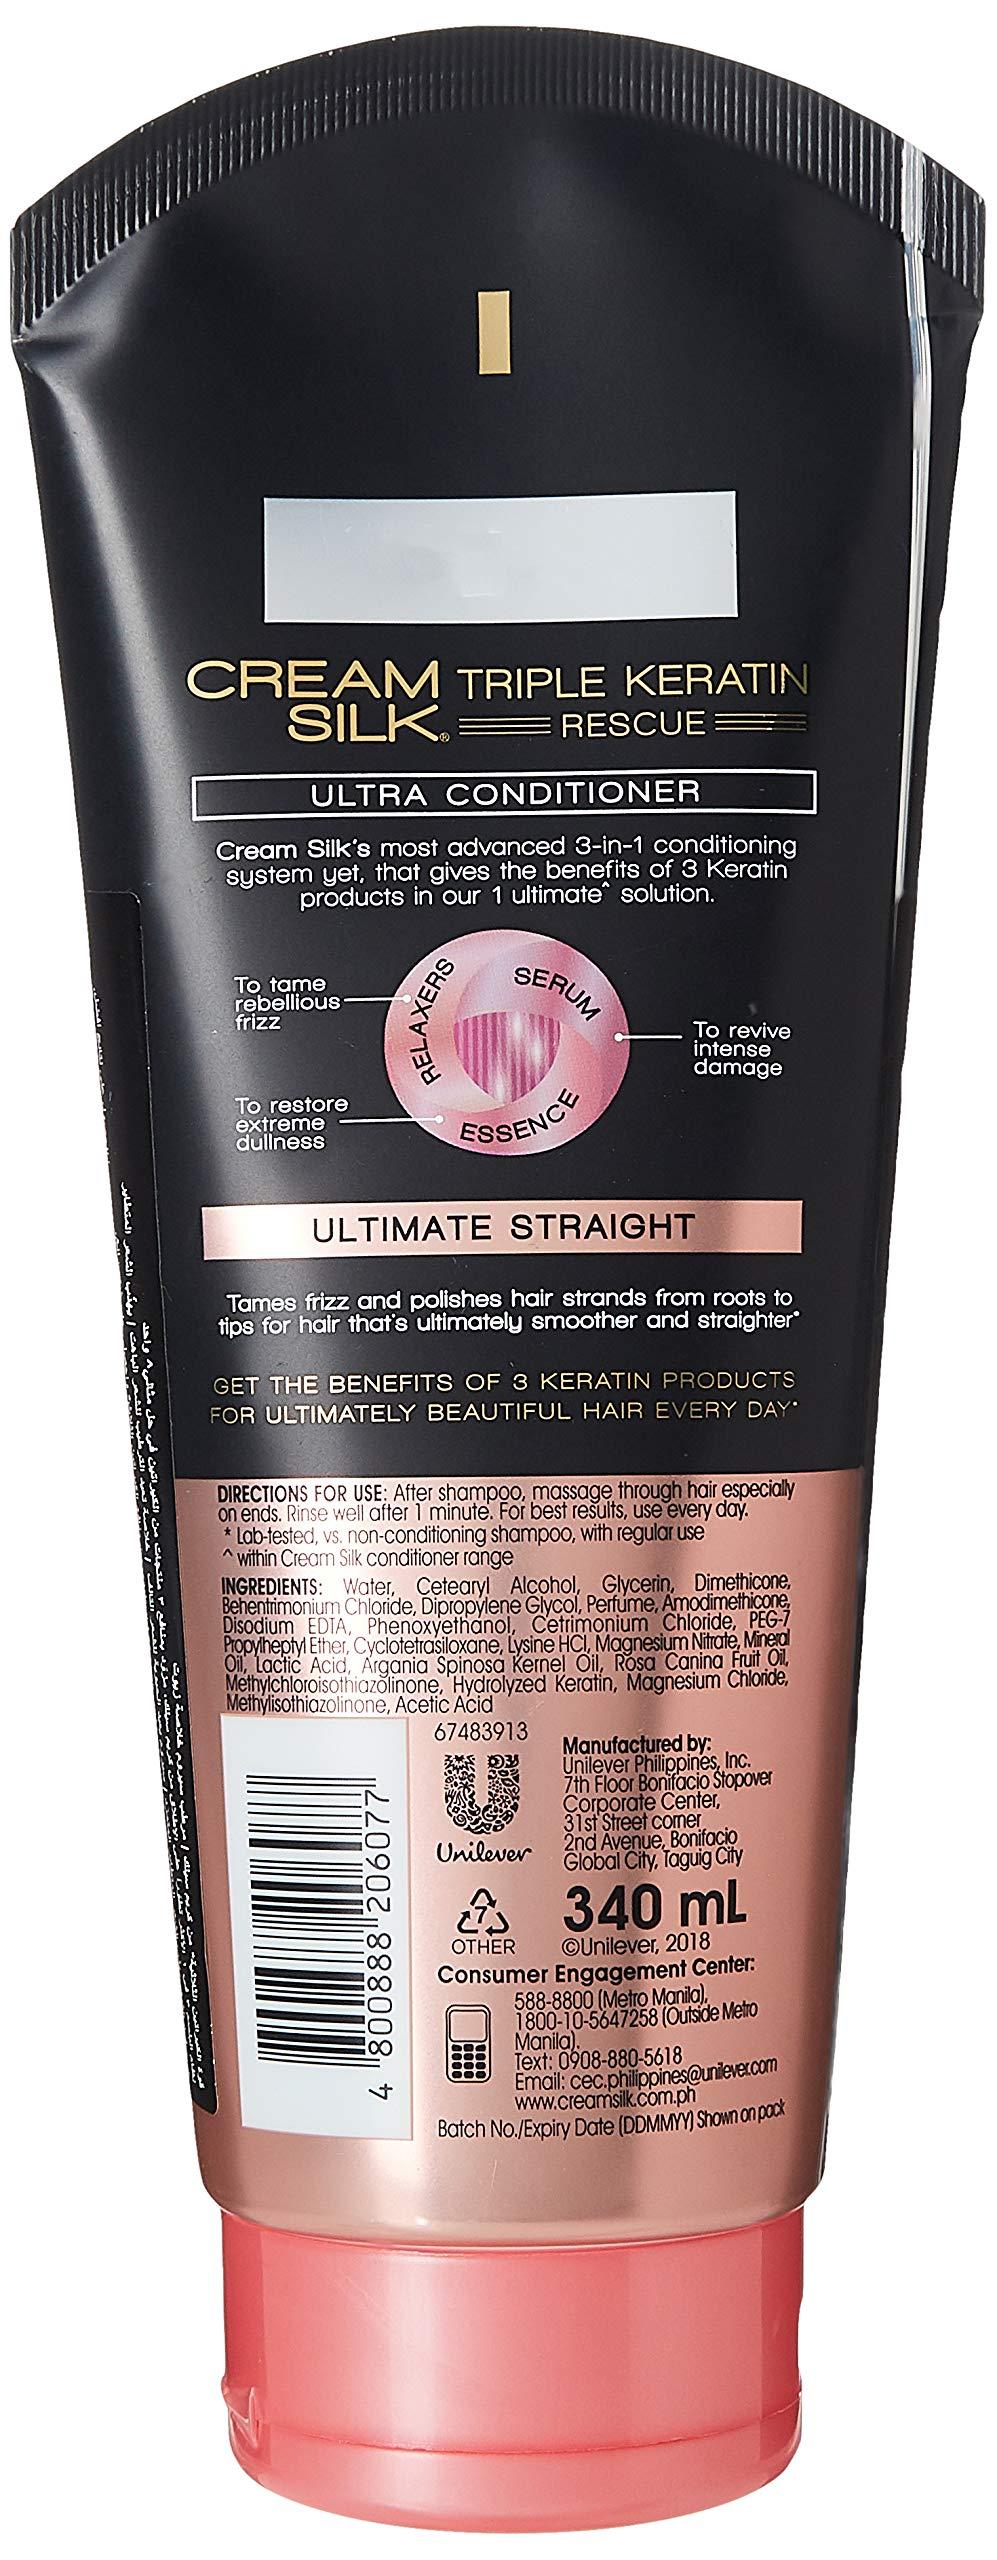 CREAM SILK® TRIPLE KERATIN
RESCUE
ULTRA CONDITIONER
Cream Silk's most advanced 3-in-1 conditioning
system yet, that gives the benefits of 3 Keratin
products in our 1 ultimate^ solution.
To tame
rebellious
frizz
RELAXERS
SERUM
To revive
intense
damage
To restore
extreme
dullness
ESSENCE
ULTIMATE STRAIGHT
Tames frizz and polishes hair strands from roots to
tips for hair that's ultimately smoother and straighter*
GET THE BENEFITS OF 3 KERATIN PRODUCTS
FOR ULTIMATELY BEAUTIFUL HAIR EVERY DAY*
DIRECTIONS FOR USE: After shampoo, massage through hair especially
on ends. Rinse well after 1 minute. For best results, use every day.
* Lab-tested, vs. non-conditioning shampoo, with regular use
^ within Cream Silk conditioner range
INGREDIENTS: Water, Cetearyl Alcohol, Glycerin, Dimethicone,
Behentrimonium Chloride, Dipropylene Glycol, Perfume, Amodimethicone,
Disodium EDTA, Phenoxyethanol, Cetrimonium Chloride, PEG-7
Propylheptyl Ether, Cyclotetrasiloxane, Lysine HCl, Magnesium Nitrate, Mineral
Oil, Lactic Acid, Argania Spinosa Kernel Oil, Rosa Canina Fruit Oil,
Methylchloroisothiazolinone, Hydrolyzed Keratin, Magnesium Chloride,
Methylisothiazolinone, Acetic Acid
4 800888 206077
67483913
Unilever
7
OTHER
Manufactured by:
Unilever Philippines, Inc.
7th Floor Bonifacio Stopover
Corporate Center,
31st Street corner
2nd Avenue, Bonifacio
Global City, Taguig City
340 mL
©Unilever, 2018
Consumer Engagement Center:
588-8800 (Metro Manila),
1800-10-5647258 (Outside Metro
Manila).
Text: 0908-880-5618
Email: cec.philippines@unilever.com
www.creamsilk.com.ph
Batch No./Expiry Date (DDMMYY) Shown on pack